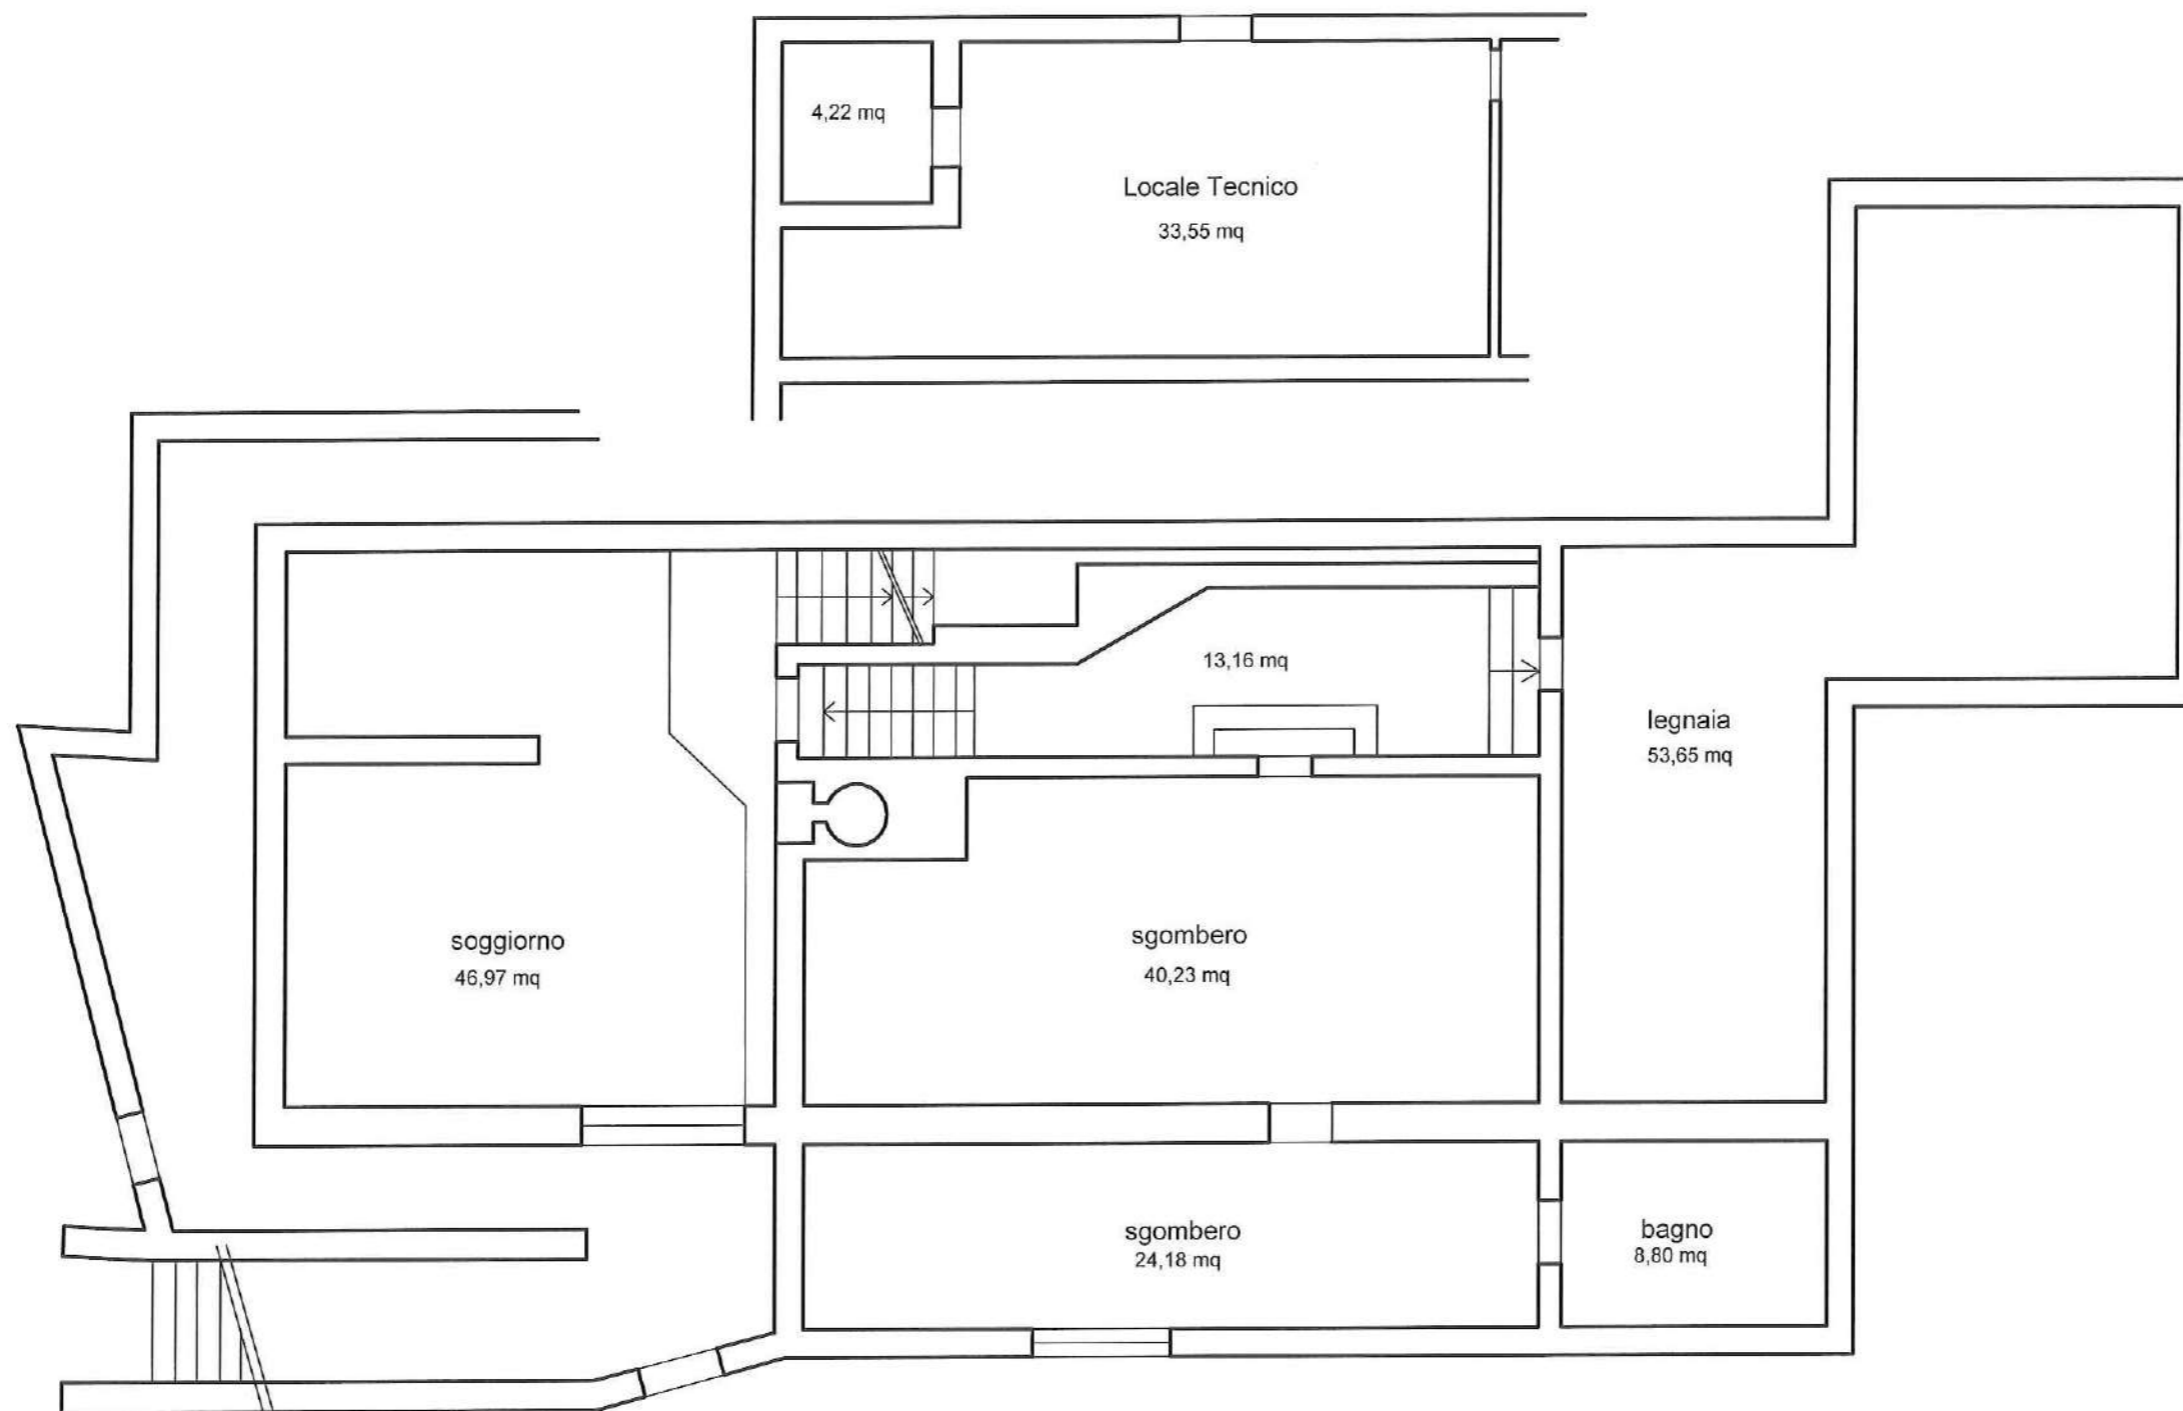 4,22 mq
Locale Tecnico
33,55 mq
13,16 mq
legnaia
53,65 mq
soggiorno
46,97 mq
sgombero
40,23 mq
sgombero
24,18 mq
bagno
8,80 mq